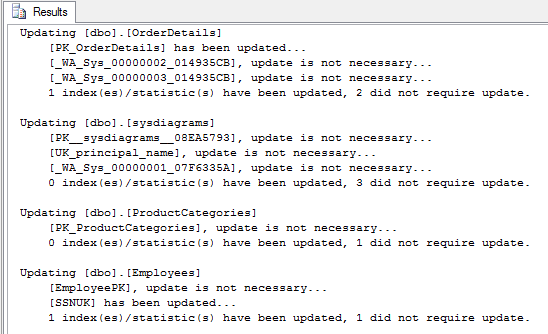 Results
Updating [dbo].[OrderDetails]
[PK_OrderDetails] has been updated...
[_WA_Sys_00000002_014935CB], update is not necessary...
[_WA_Sys_00000003_014935CB], update is not necessary...
1 index(es)/statistic(s) have been updated, 2 did not require update.
Updating [dbo].[sysdiagrams]
[PK__sysdiagrams__08EA5793], update is not necessary...
[UK_principal_name], update is not necessary...
[_WA_Sys_00000001_07F6335A], update is not necessary...
0 index(es)/statistic(s) have been updated, 3 did not require update.
Updating [dbo].[ProductCategories]
[PK_ProductCategories], update is not necessary...
0 index(es)/statistic(s) have been updated, 1 did not require update.
Updating [dbo].[Employees]
[EmployeePK], update is not necessary...
[SSNUK] has been updated...
1 index(es)/statistic(s) have been updated, 1 did not require update.